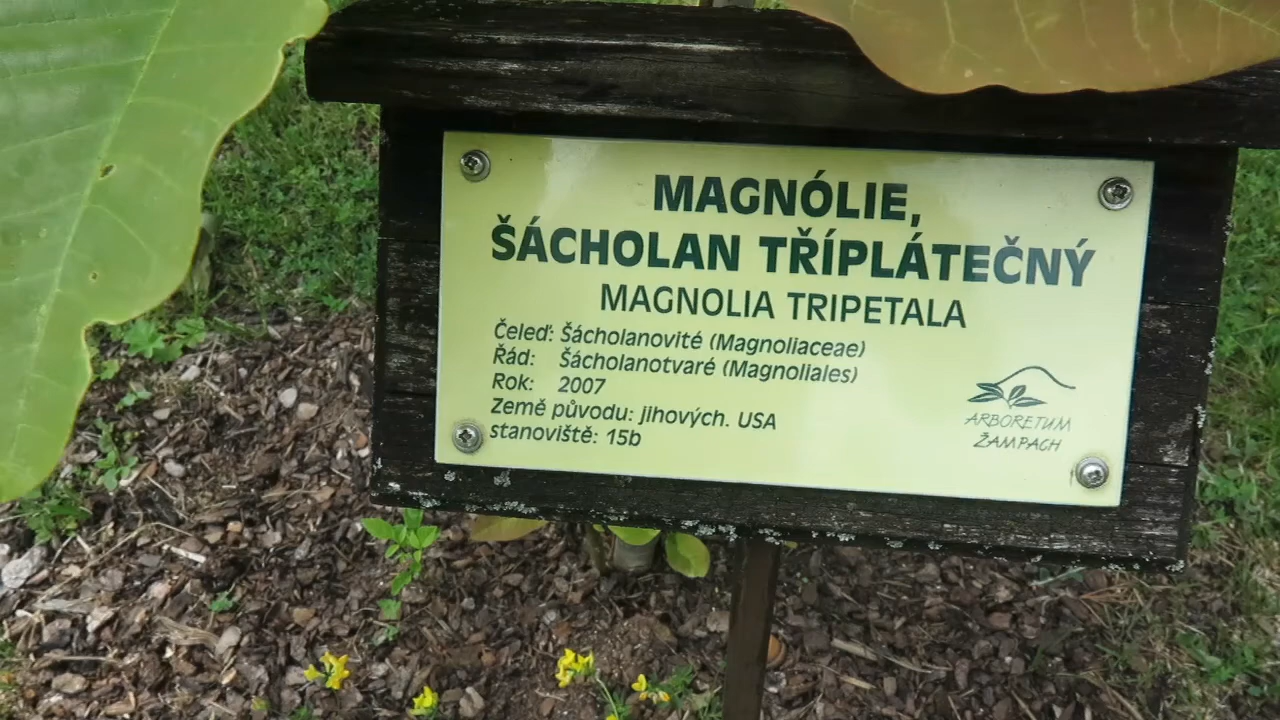 MAGNÓLIE,
ŠÁCHOLAN TŘÍPLÁTEČNÝ
MAGNOLIA TRIPETALA
Čeleď: Šácholanovité (Magnoliaceae)
Řád: Šácholanotvaré (Magnoliales)
Rok: 2007
Země původu: jihových. USA
stanoviště: 15b
ARBORETUM
ŽAMPACH